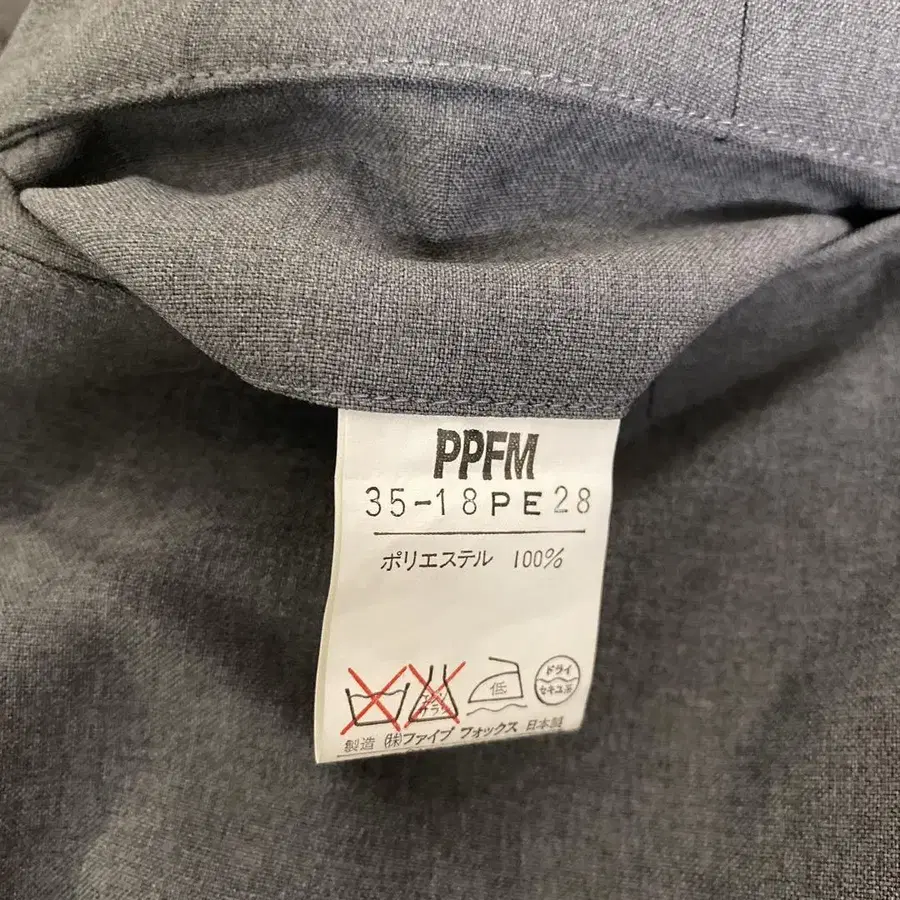 PPFM
35-18PE28
ポリエステル 100%
低
ドライ
セキユ系
製造 (株)ファイブ フォックス 日本製